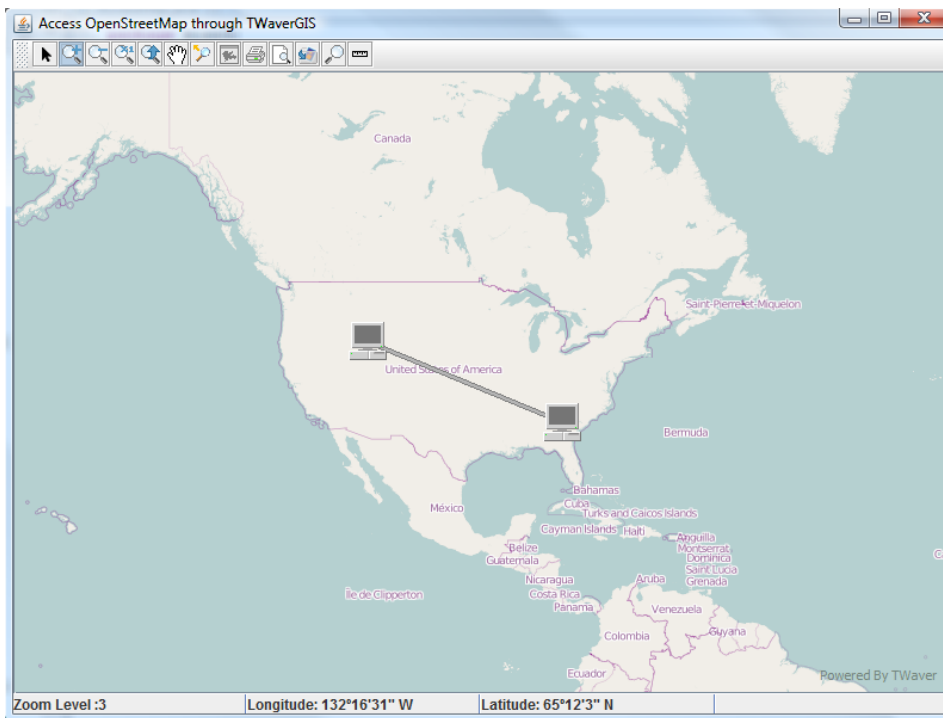 Access OpenStreetMap through TWaverGIS
Canada
Saint-Pierre-et-Miquelon
United States of America
Bermuda
Bahamas
México
Cuba
Turks and Caicos Islands
Cayman Islands
Haïti
Anguilla
Belize
Montserrat
Guatemala
Dominica
Saint Lucia
Nicaragua
Aruba
Grenada
Île de Clipperton
Costa Rica
Panama
Venezuela
Colombia
Guyana
Ecuador
Powered By TWaver
Zoom Level :3
Longitude: 132°16'31" W
Latitude: 65°12'3" N